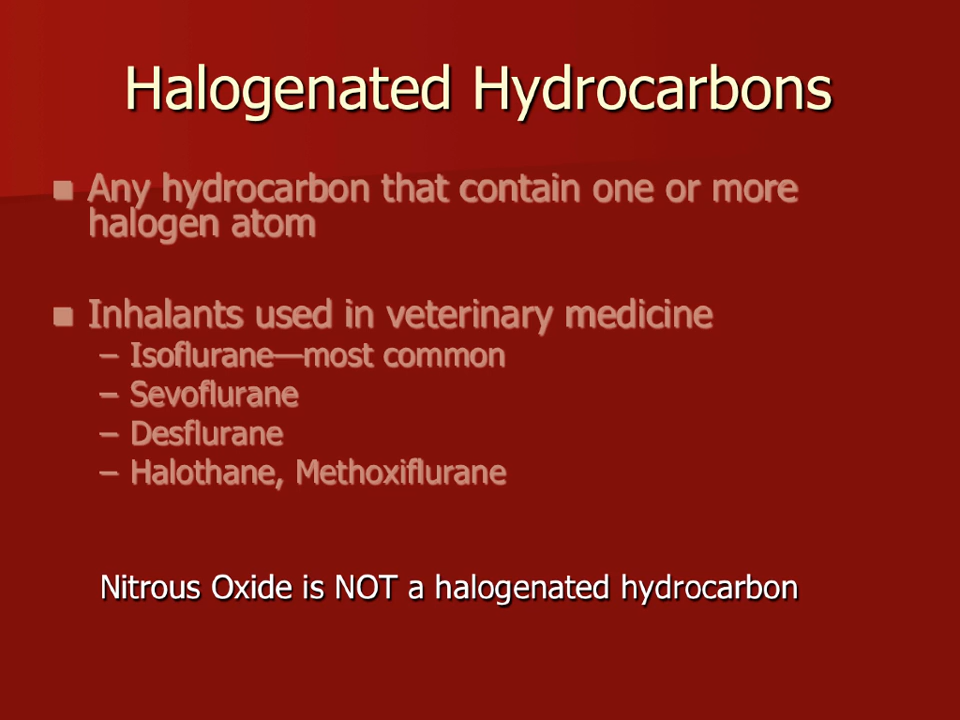 Halogenated Hydrocarbons
■ Any hydrocarbon that contain one or more
halogen atom
■ Inhalants used in veterinary medicine
– Isoflurane—most common
– Sevoflurane
– Desflurane
– Halothane, Methoxiflurane
Nitrous Oxide is NOT a halogenated hydrocarbon